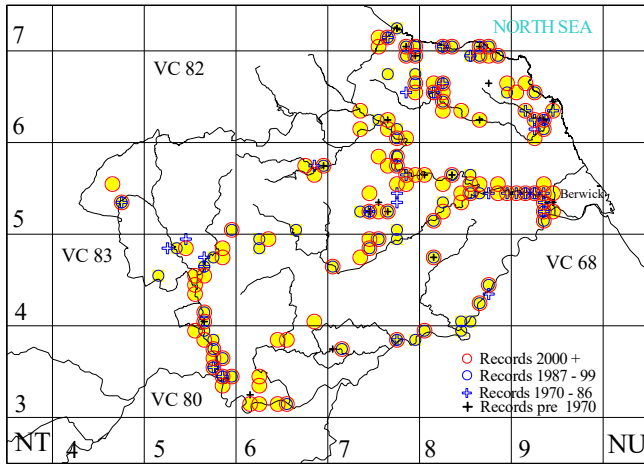 NORTH SEA
7
VC 82
6
Berwick
5
VC 83
VC 68
4
Records 2000 +
Records 1987 - 99
Records 1970 - 86
Records pre 1970
VC 80
3
NT 4 5 6 7 8 9 NU